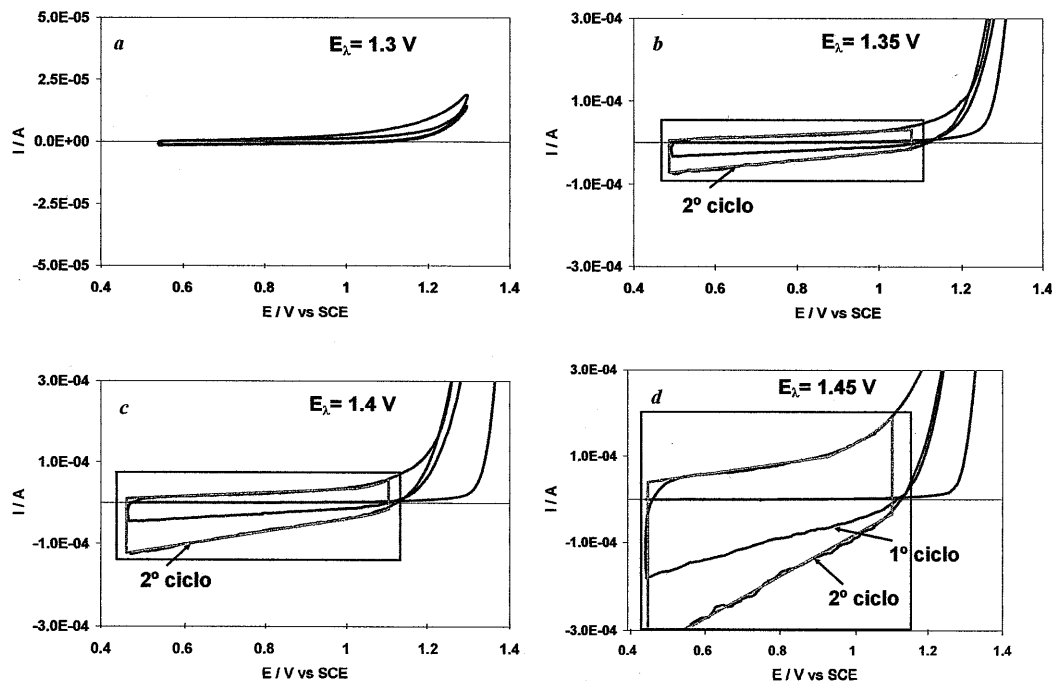 a
E_λ= 1.3 V
5.0E-05
2.5E-05
0.0E+00
-2.5E-05
-5.0E-05
I / A
0.4 0.6 0.8 1 1.2 1.4
E / V vs SCE
b
E_λ= 1.35 V
3.0E-04
1.0E-04
-1.0E-04
-3.0E-04
I / A
2º ciclo
0.4 0.6 0.8 1 1.2 1.4
E / V vs SCE
c
E_λ= 1.4 V
3.0E-04
1.0E-04
-1.0E-04
-3.0E-04
I / A
2º ciclo
0.4 0.6 0.8 1 1.2 1.4
E / V vs SCE
d
E_λ= 1.45 V
3.0E-04
1.0E-04
-1.0E-04
-3.0E-04
I / A
1º ciclo
2º ciclo
0.4 0.6 0.8 1 1.2 1.4
E / V vs SCE